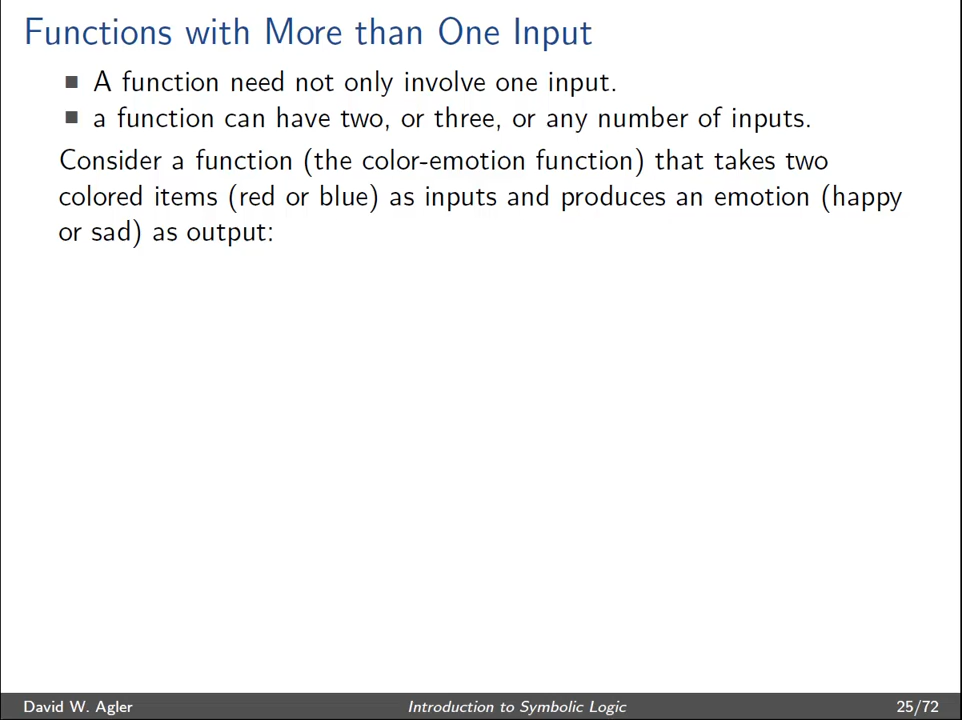 Functions with More than One Input
■ A function need not only involve one input.
■ a function can have two, or three, or any number of inputs.
Consider a function (the color-emotion function) that takes two
colored items (red or blue) as inputs and produces an emotion (happy
or sad) as output:
David W. Agler Introduction to Symbolic Logic 25/72